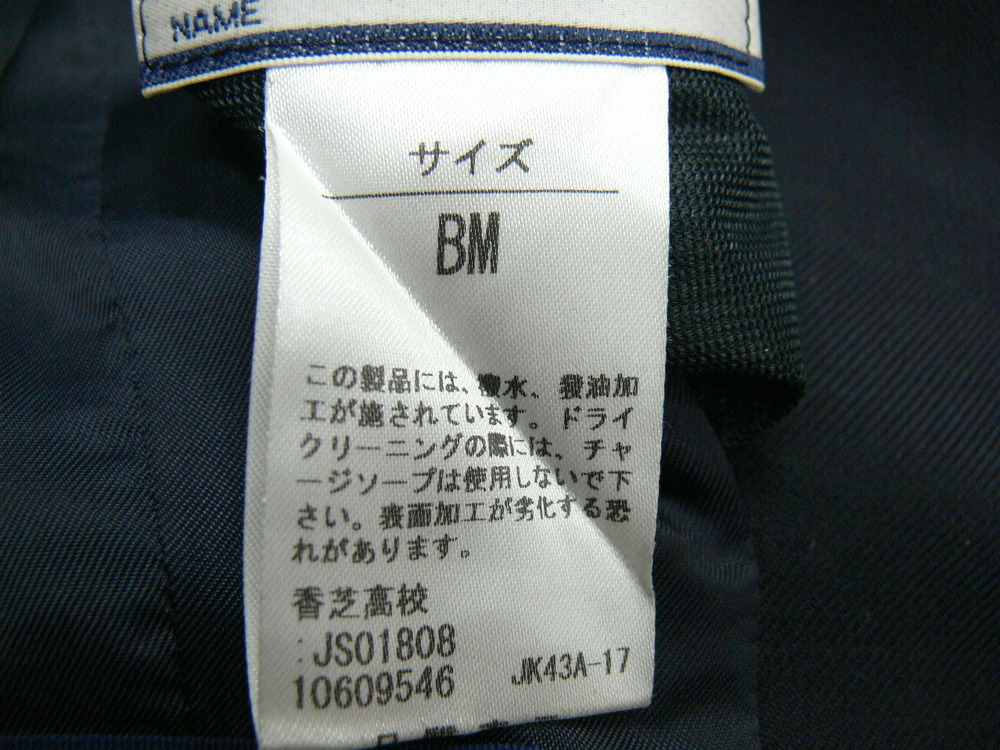 NAME
サイズ
BM
この製品には、撥水、撥油加
工が施されています。ドライ
クリーニングの際には、チャ
ージソープは使用しないで下
さい。表面加工が劣化する恐
れがあります。
香芝高校
:JS01808
10609546 JK43A-17